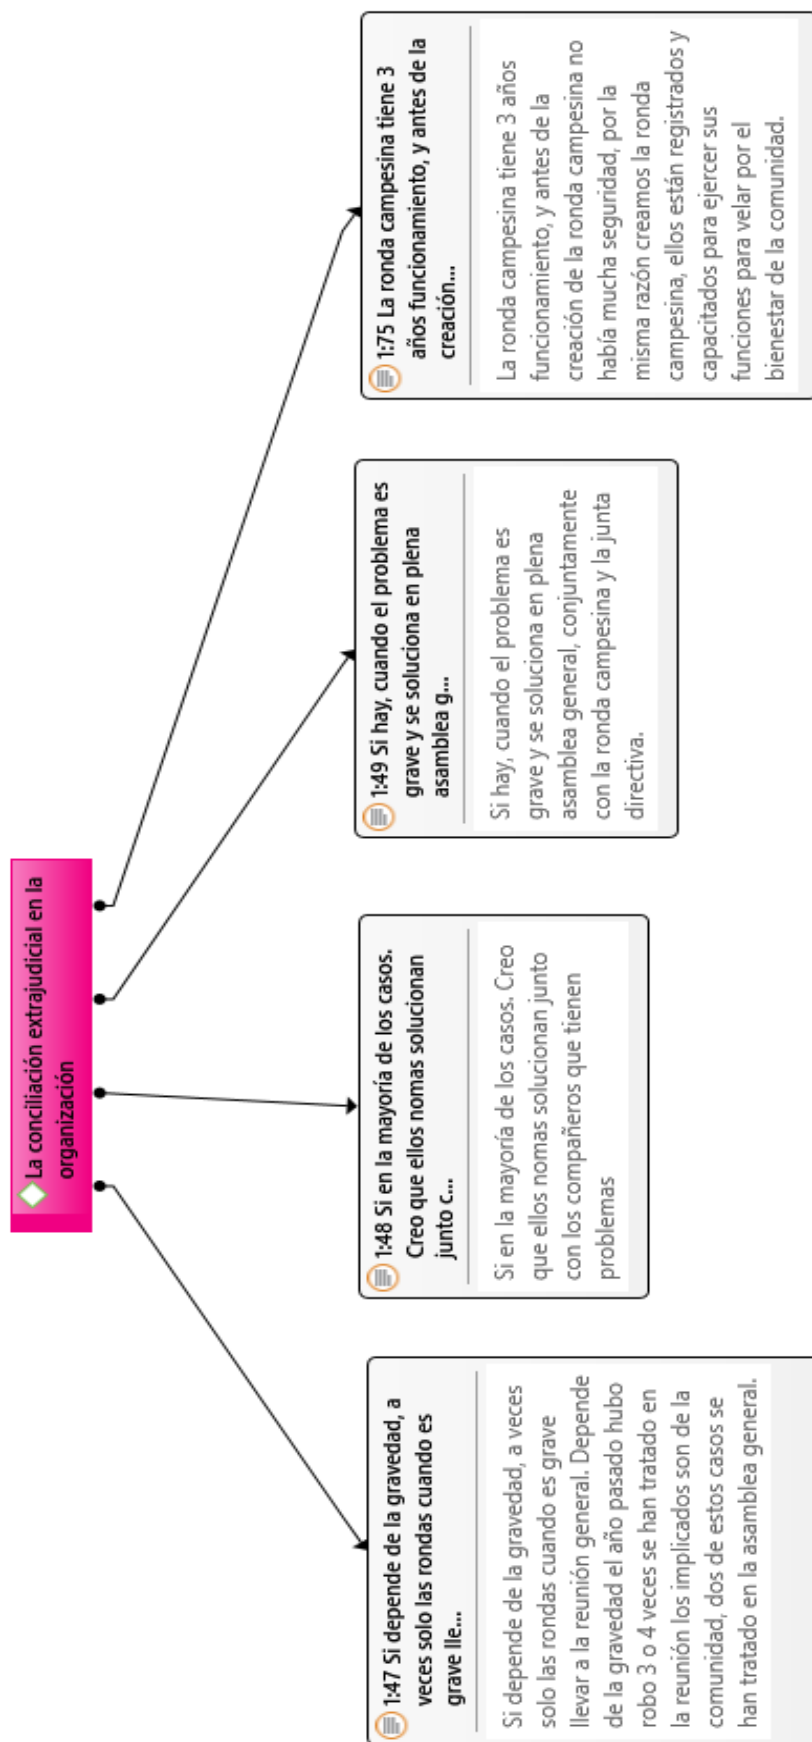 La conciliación extrajudicial en la
organización
1:47 Si depende de la gravedad, a
veces solo las rondas cuando es
grave lle...
Si depende de la gravedad, a veces
solo las rondas cuando es grave
llevar a la reunión general. Depende
de la gravedad el año pasado hubo
robo 3 o 4 veces se han tratado en
la reunión los implicados son de la
comunidad, dos de estos casos se
han tratado en la asamblea general.
1:48 Si en la mayoría de los casos.
Creo que ellos nomas solucionan
junto c...
Si en la mayoría de los casos. Creo
que ellos nomas solucionan junto
con los compañeros que tienen
problemas
1:49 Si hay, cuando el problema es
grave y se soluciona en plena
asamblea g...
Si hay, cuando el problema es
grave y se soluciona en plena
asamblea general, conjuntamente
con la ronda campesina y la junta
directiva.
1:75 La ronda campesina tiene 3
años funcionamiento, y antes de la
creación...
La ronda campesina tiene 3 años
funcionamiento, y antes de la
creación de la ronda campesina no
había mucha seguridad, por la
misma razón creamos la ronda
campesina, ellos están registrados y
capacitados para ejercer sus
funciones para velar por el
bienestar de la comunidad.